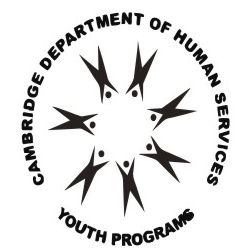 CAMBRIDGE DEPARTMENT OF HUMAN SERVICES
YOUTH PROGRAMS